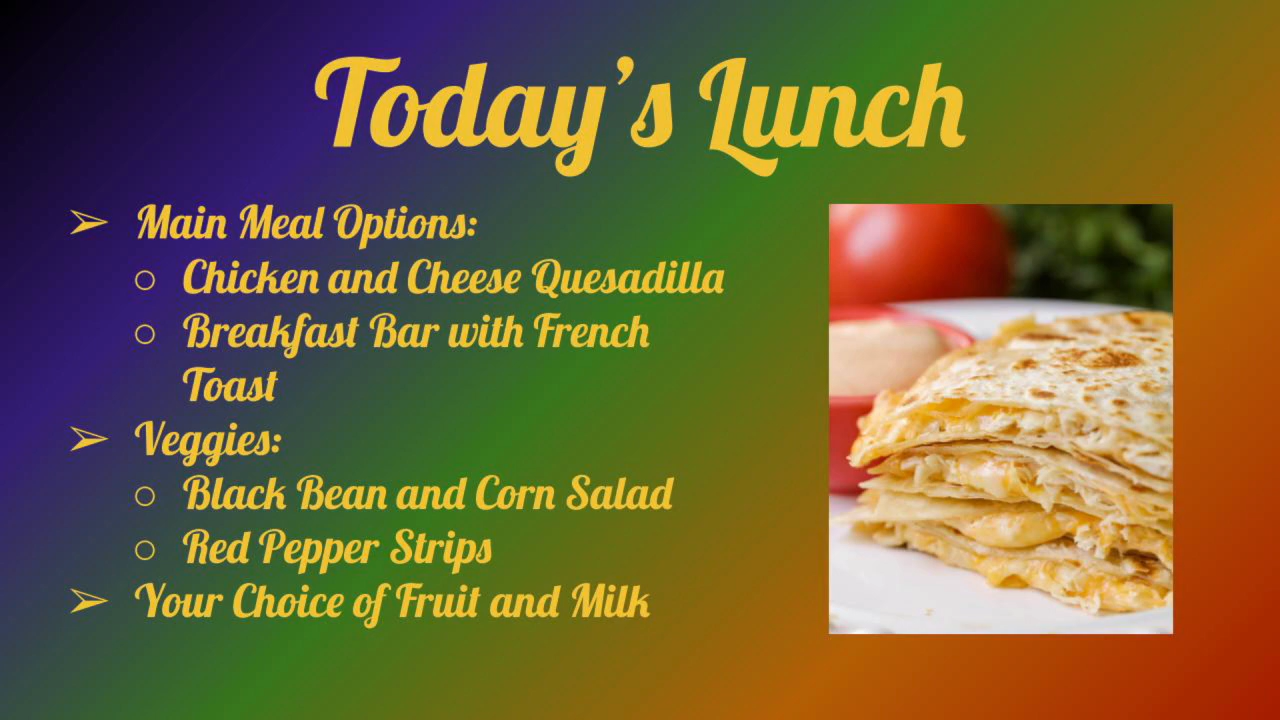 Today's Lunch
➢ Main Meal Options:
○ Chicken and Cheese Quesadilla
○ Breakfast Bar with French
Toast
➢ Veggies:
○ Black Bean and Corn Salad
○ Red Pepper Strips
➢ Your Choice of Fruit and Milk